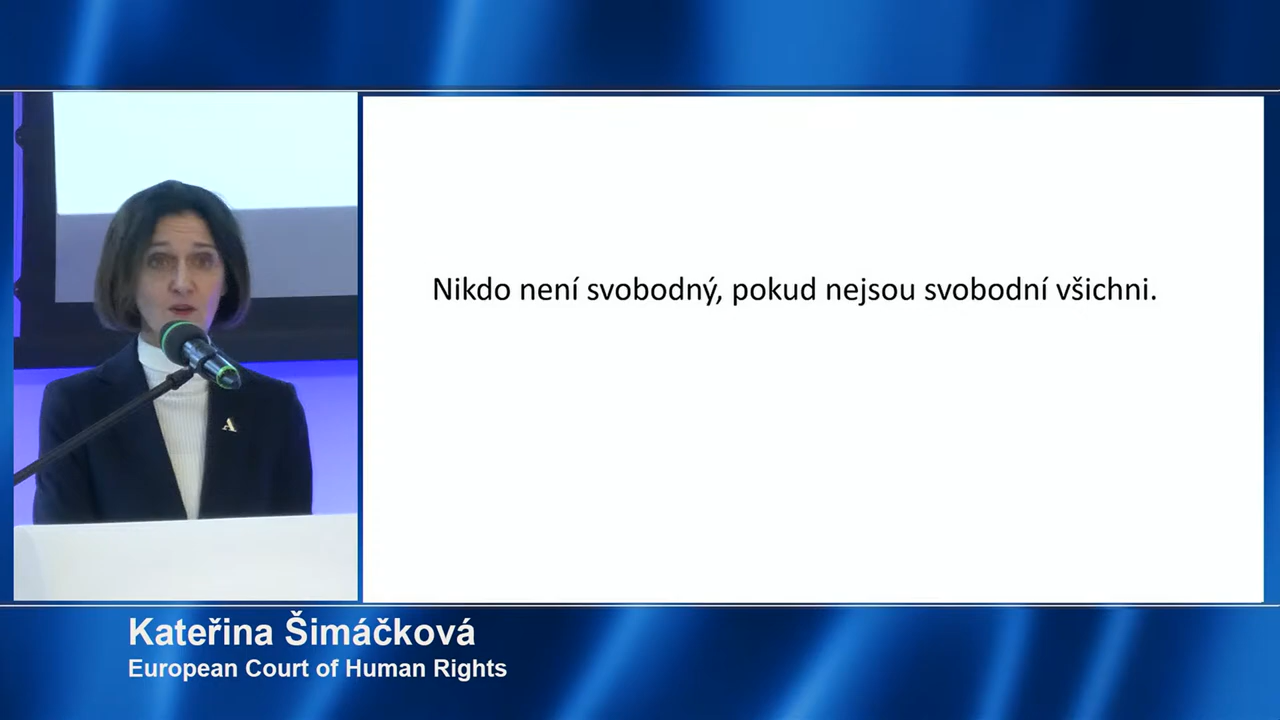 Nikdo není svobodný, pokud nejsou svobodní všichni.
A
Kateřina Šimáčková
European Court of Human Rights